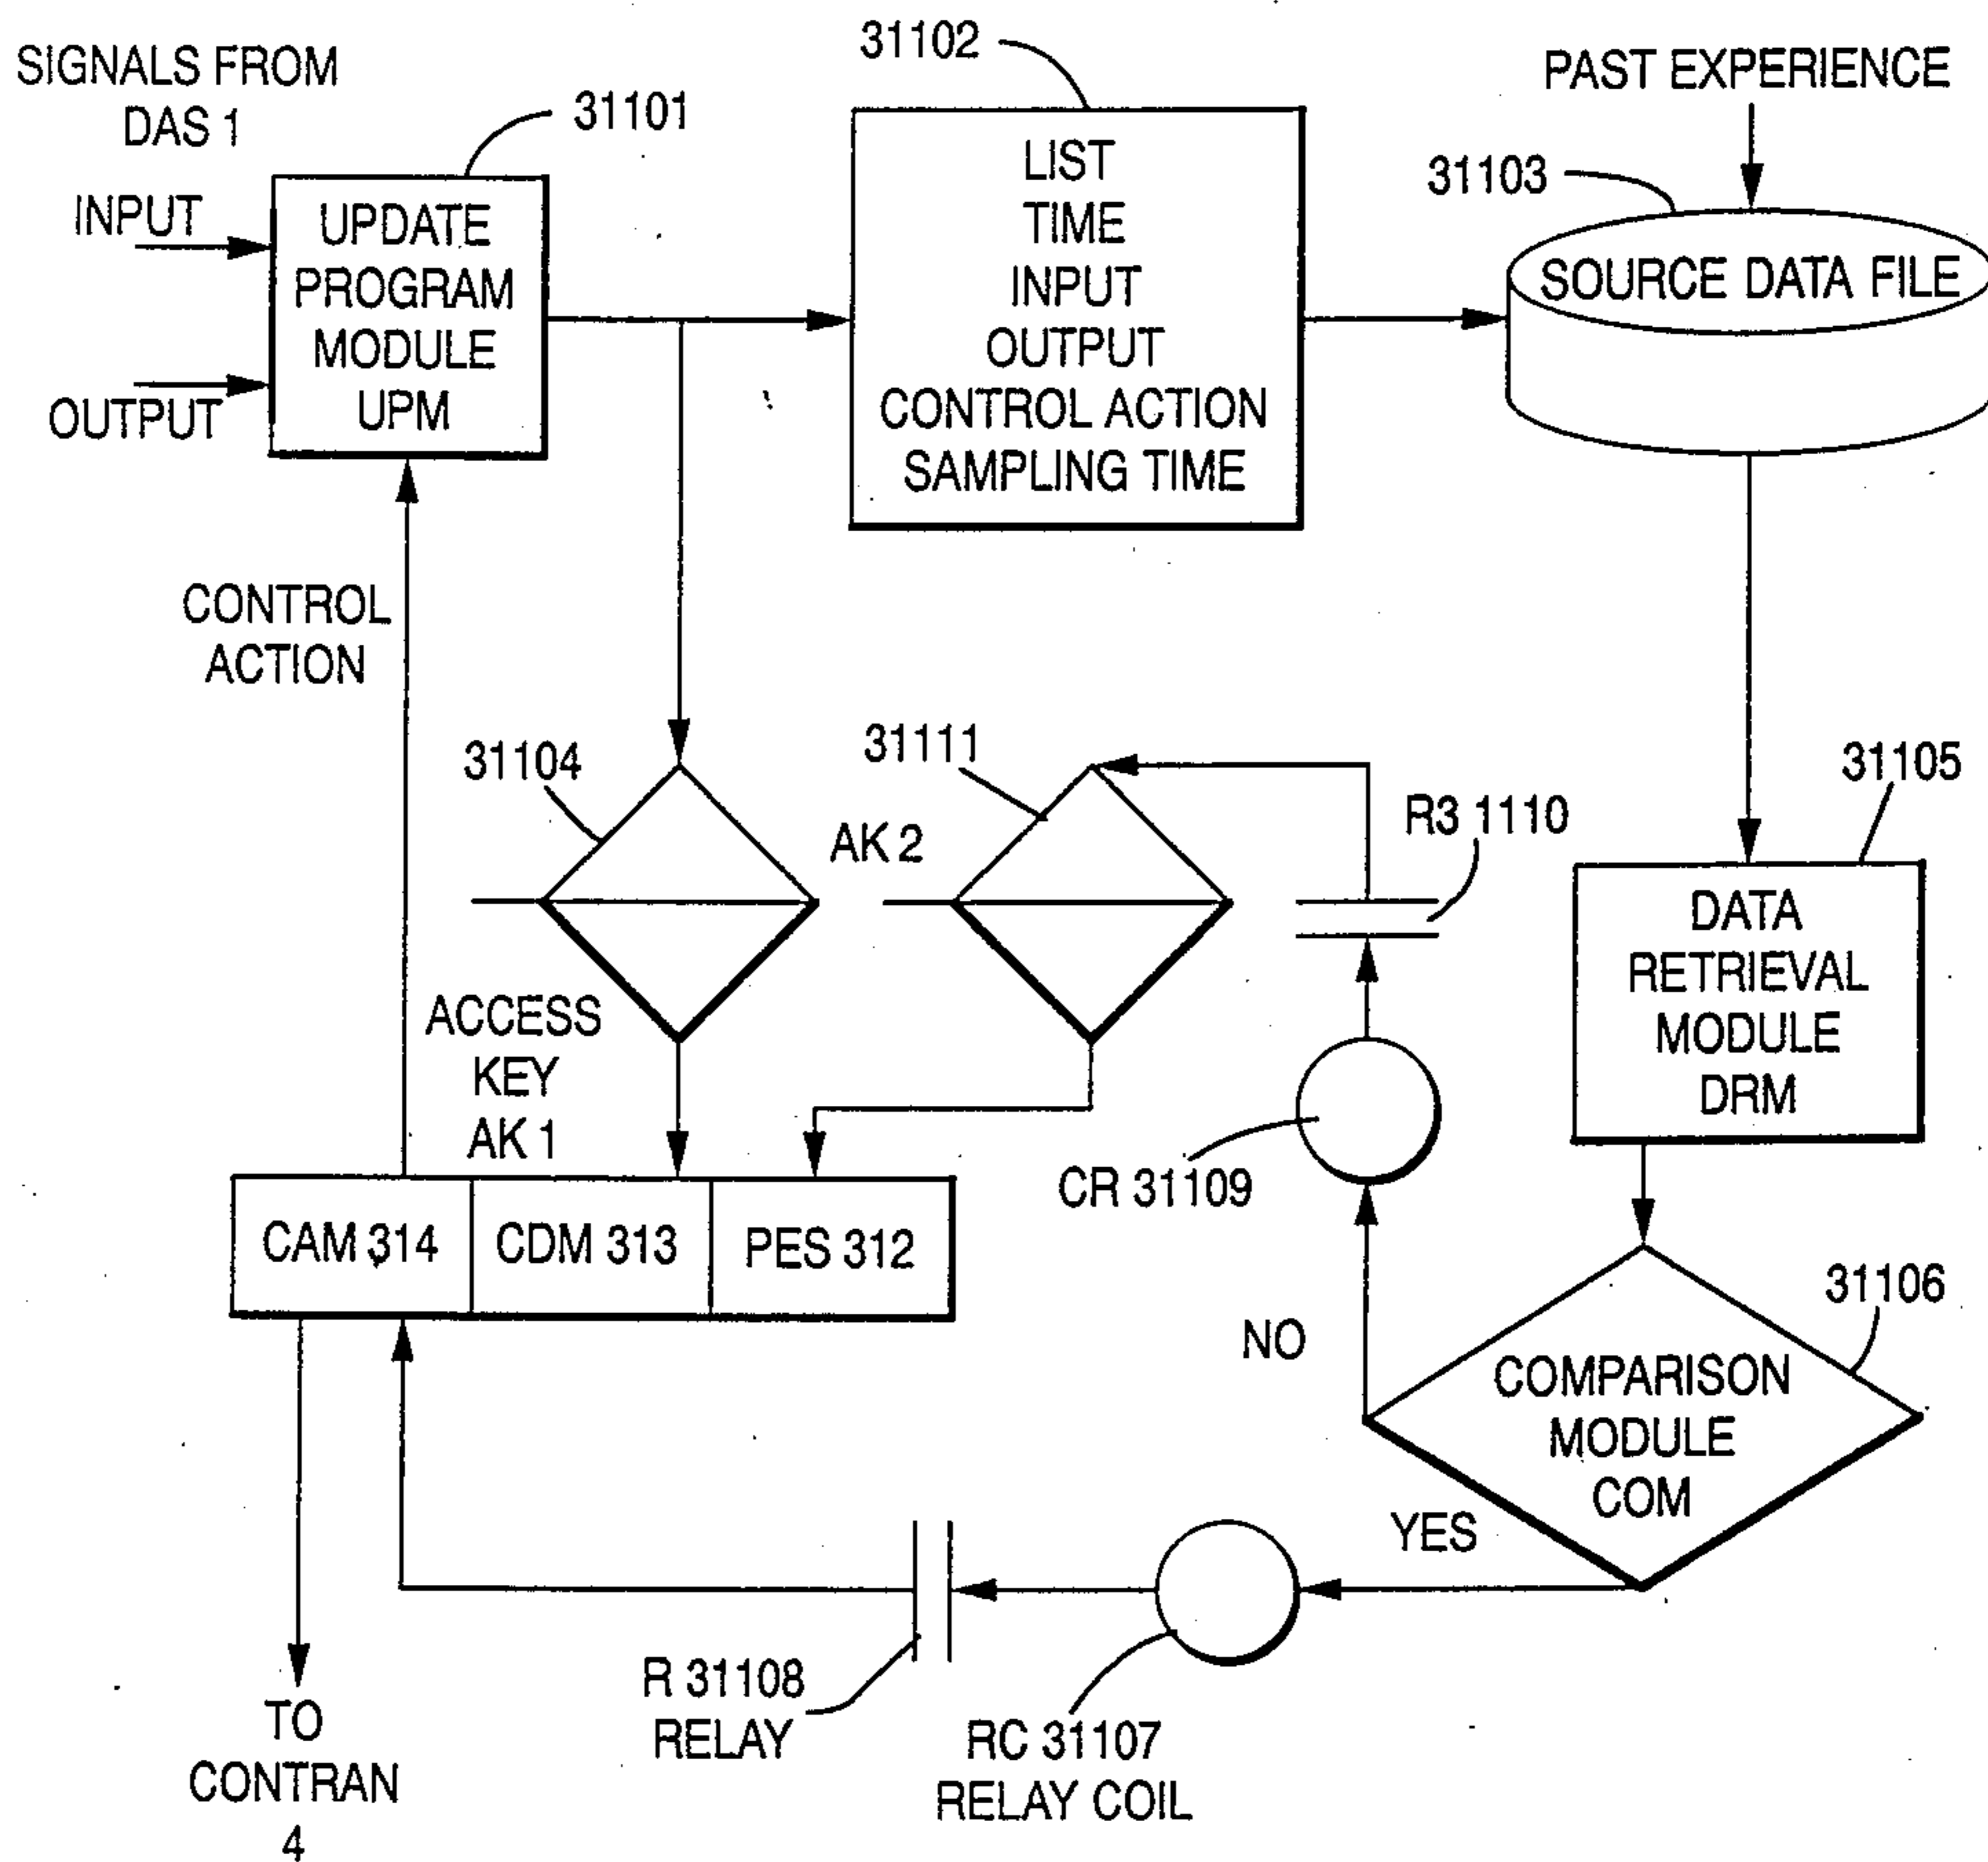 SIGNALS FROM
DAS 1
INPUT
OUTPUT
31101
UPDATE
PROGRAM
MODULE
UPM
31102
LIST
TIME
INPUT
OUTPUT
CONTROL ACTION
SAMPLING TIME
PAST EXPERIENCE
31103
SOURCE DATA FILE
CONTROL
ACTION
31104
ACCESS
KEY
AK 1
31111
AK 2
R3 1110
31105
DATA
RETRIEVAL
MODULE
DRM
CR 31109
CAM 314
CDM 313
PES 312
NO
31106
COMPARISON
MODULE
COM
YES
R 31108
RELAY
RC 31107
RELAY COIL
TO
CONTRAN
4